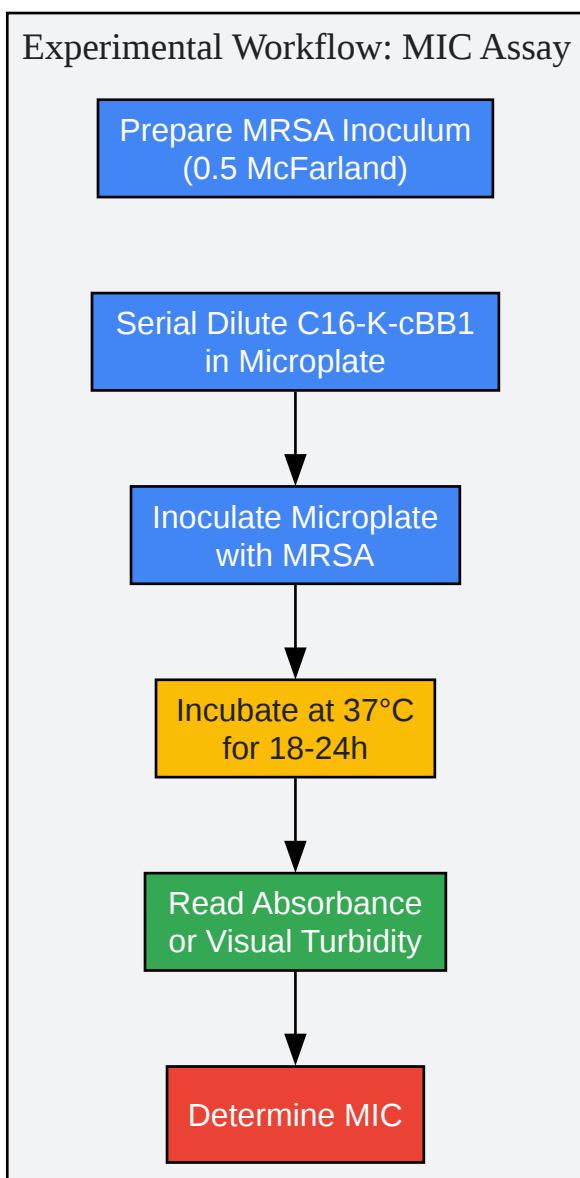 Experimental Workflow: MIC Assay
Prepare MRSA Inoculum
(0.5 McFarland)
Serial Dilute C16-K-cBB1
in Microplate
Inoculate Microplate
with MRSA
Incubate at 37°C
for 18-24h
Read Absorbance
or Visual Turbidity
Determine MIC